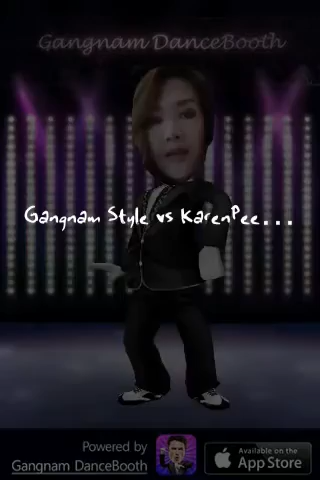 Gangnam DanceBooth
Gangnam Style vs KarenPee...
Powered by
Gangnam DanceBooth
Available on the
App Store